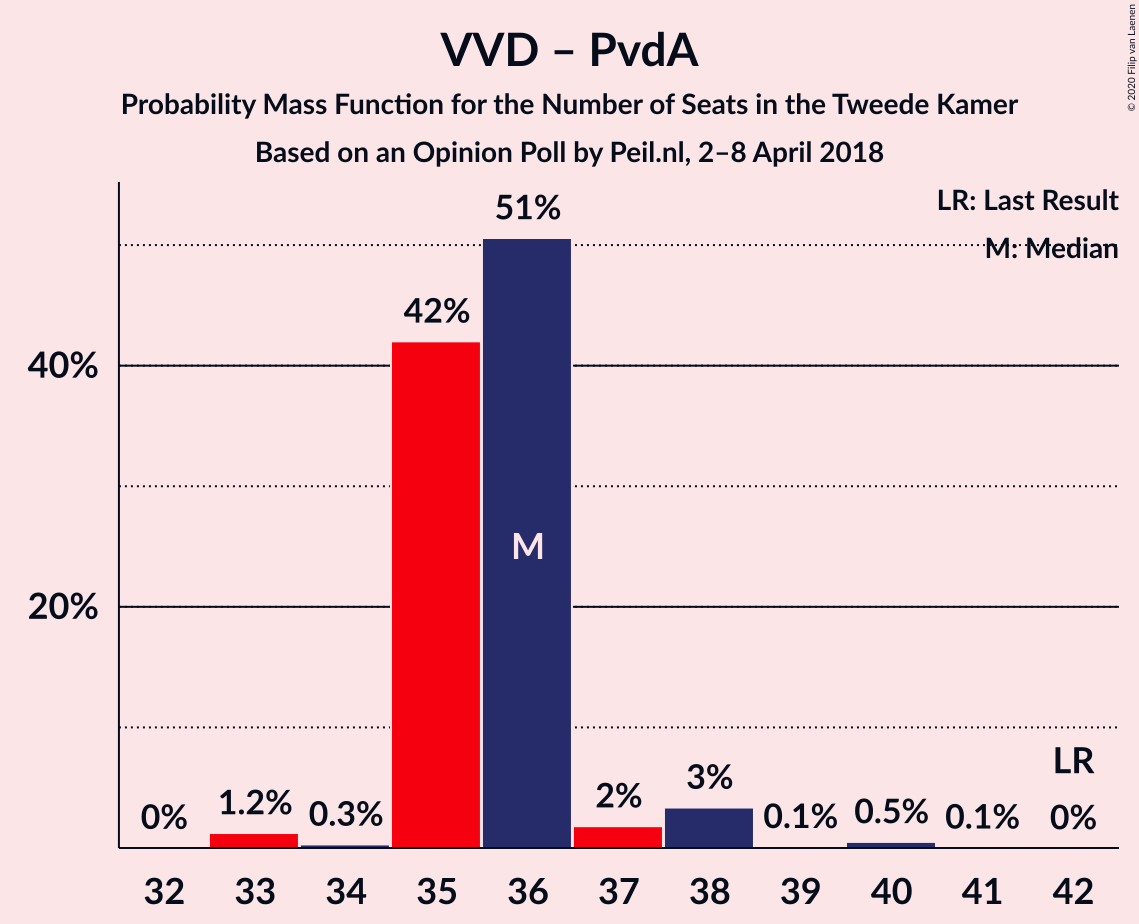 VVD – PvdA
Probability Mass Function for the Number of Seats in the Tweede Kamer
Based on an Opinion Poll by Peil.nl, 2–8 April 2018
© 2020 Filip van Laenen
LR: Last Result
M: Median
40%
20%
0%
1.2%
0.3%
42%
51%
M
2%
3%
0.1%
0.5%
0.1%
LR
0%
32 33 34 35 36 37 38 39 40 41 42